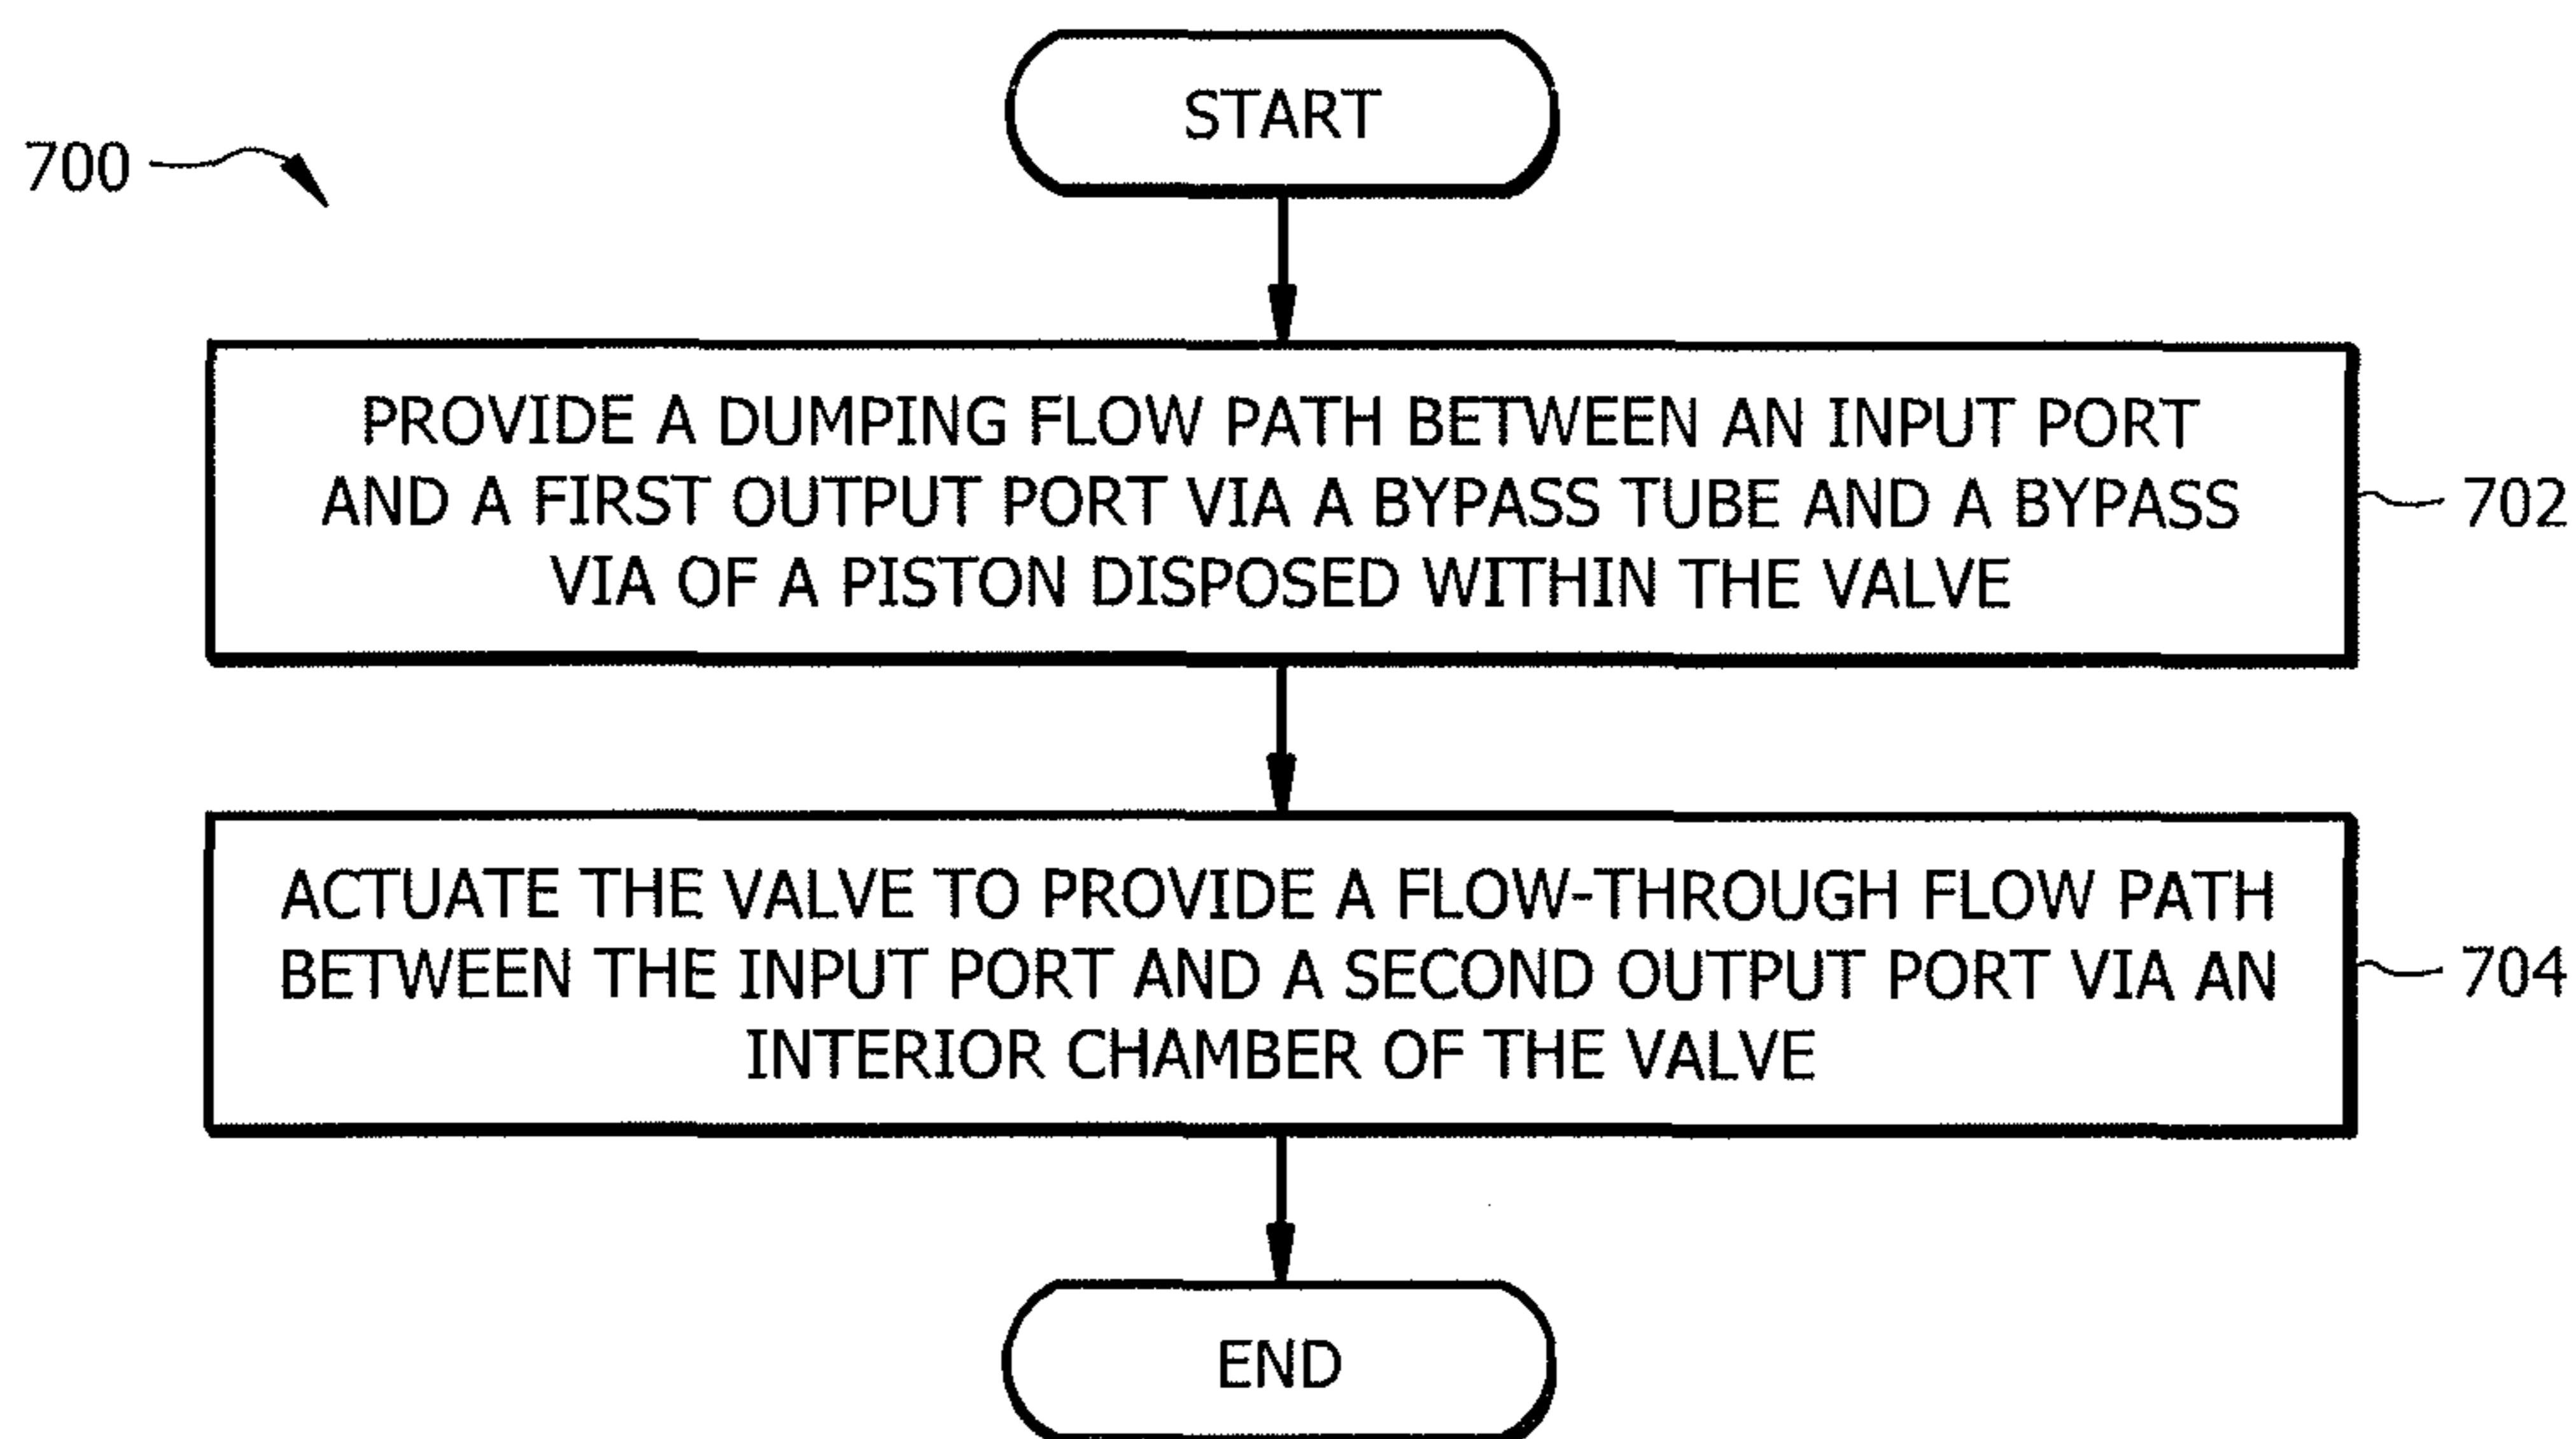 START
700
PROVIDE A DUMPING FLOW PATH BETWEEN AN INPUT PORT
AND A FIRST OUTPUT PORT VIA A BYPASS TUBE AND A BYPASS
VIA OF A PISTON DISPOSED WITHIN THE VALVE
702
ACTUATE THE VALVE TO PROVIDE A FLOW-THROUGH FLOW PATH
BETWEEN THE INPUT PORT AND A SECOND OUTPUT PORT VIA AN
INTERIOR CHAMBER OF THE VALVE
704
END